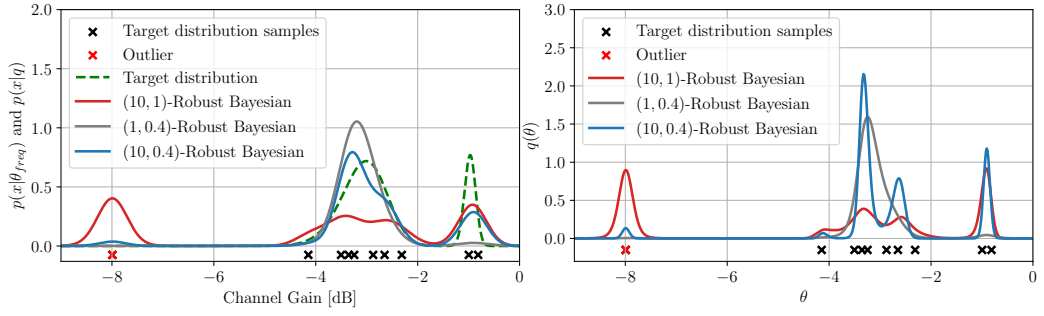 2.0
1.5
1.0
0.5
0.0
p(x|θ_freq) and p(x|q)
Target distribution samples
Outlier
Target distribution
(10, 1)-Robust Bayesian
(1, 0.4)-Robust Bayesian
(10, 0.4)-Robust Bayesian
−8 −6 −4 −2 0
Channel Gain [dB]
3.0
2.5
2.0
1.5
1.0
0.5
0.0
q(θ)
Target distribution samples
Outlier
(10, 1)-Robust Bayesian
(1, 0.4)-Robust Bayesian
(10, 0.4)-Robust Bayesian
−8 −6 −4 −2 0
θ